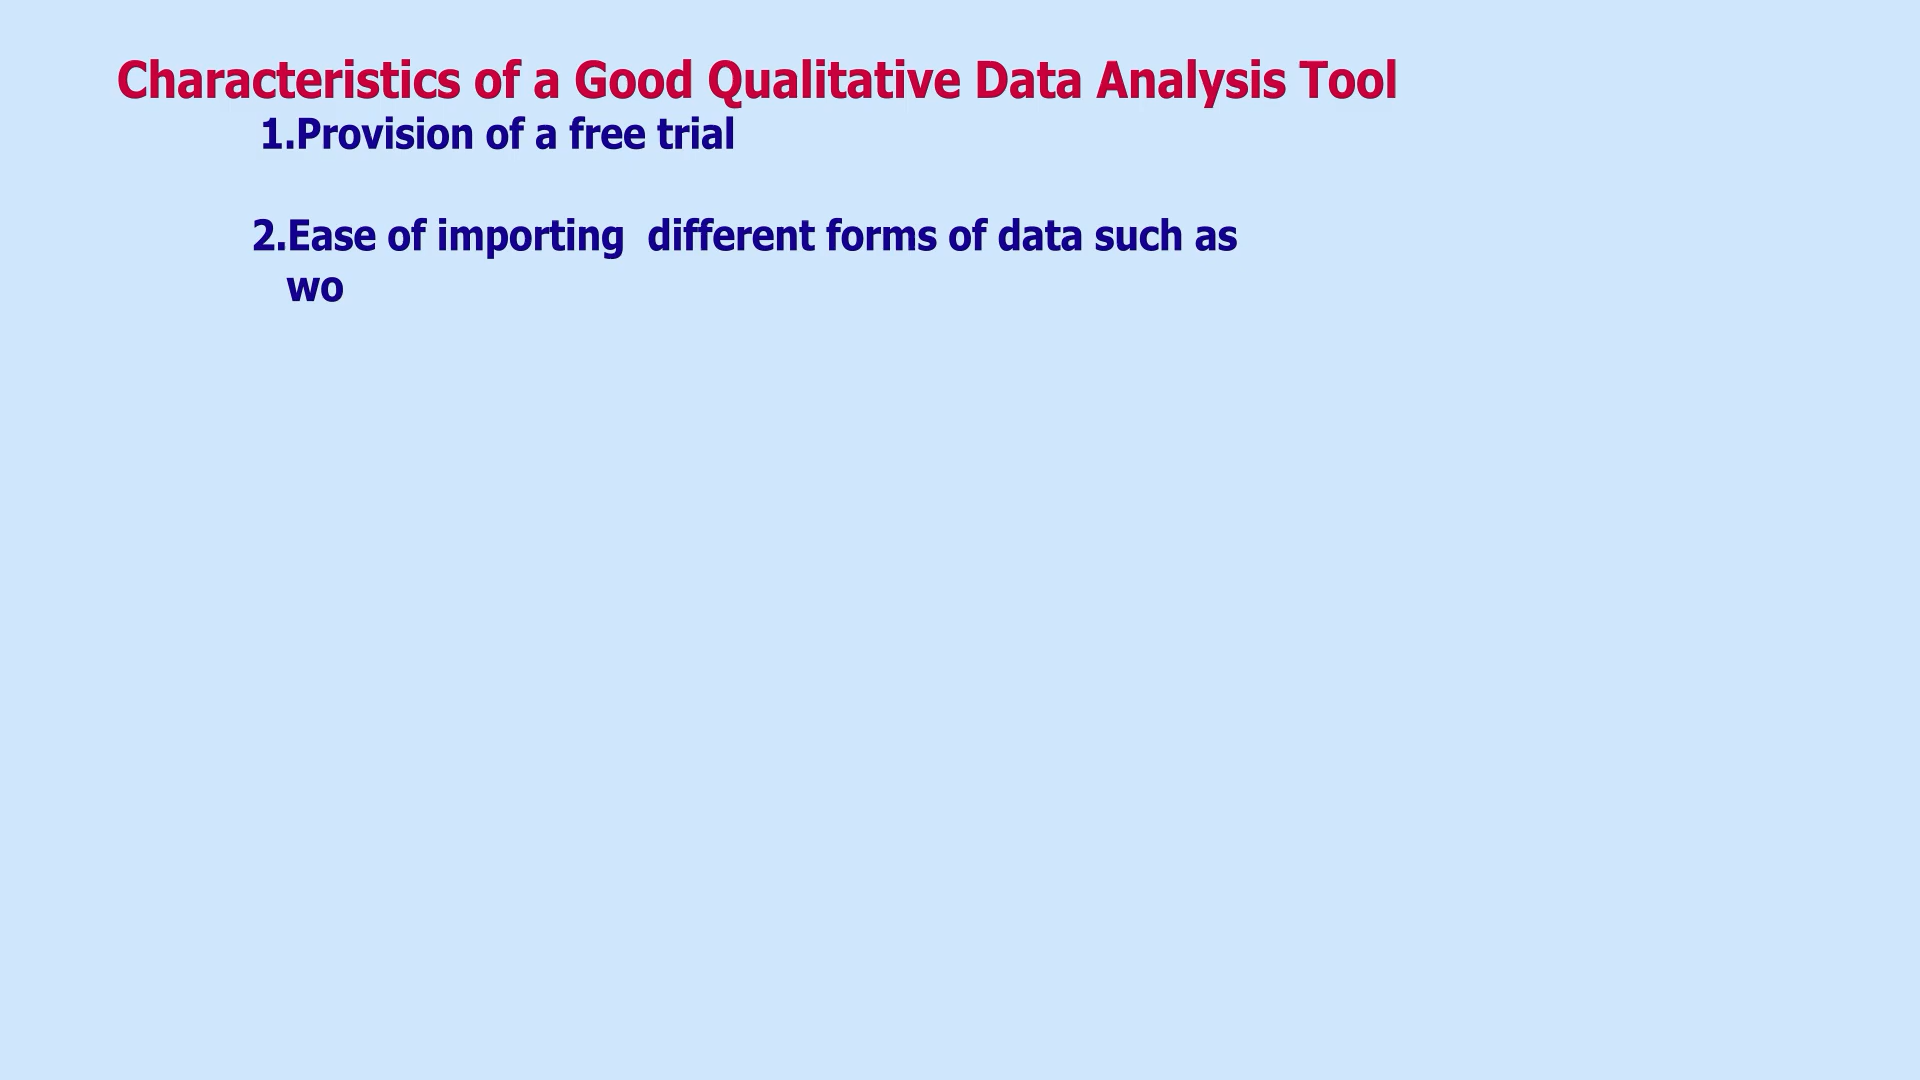 Characteristics of a Good Qualitative Data Analysis Tool
1.Provision of a free trial
2.Ease of importing  different forms of data such as
wo